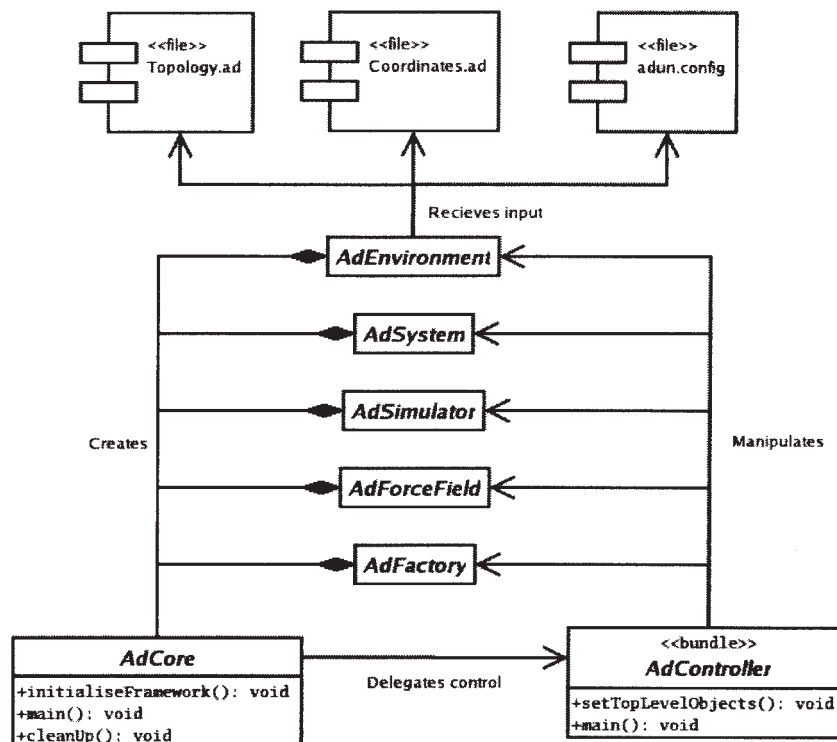 <<file>>
Topology.ad
<<file>>
Coordinates.ad
<<file>>
adun.config
Recieves input
AdEnvironment
AdSystem
AdSimulator
Creates
Manipulates
AdForceField
AdFactory
AdCore
+initialiseFramework(): void
+main(): void
+cleanUp(): void
Delegates control
<<bundle>>
AdController
+setTopLevelObjects(): void
+main(): void